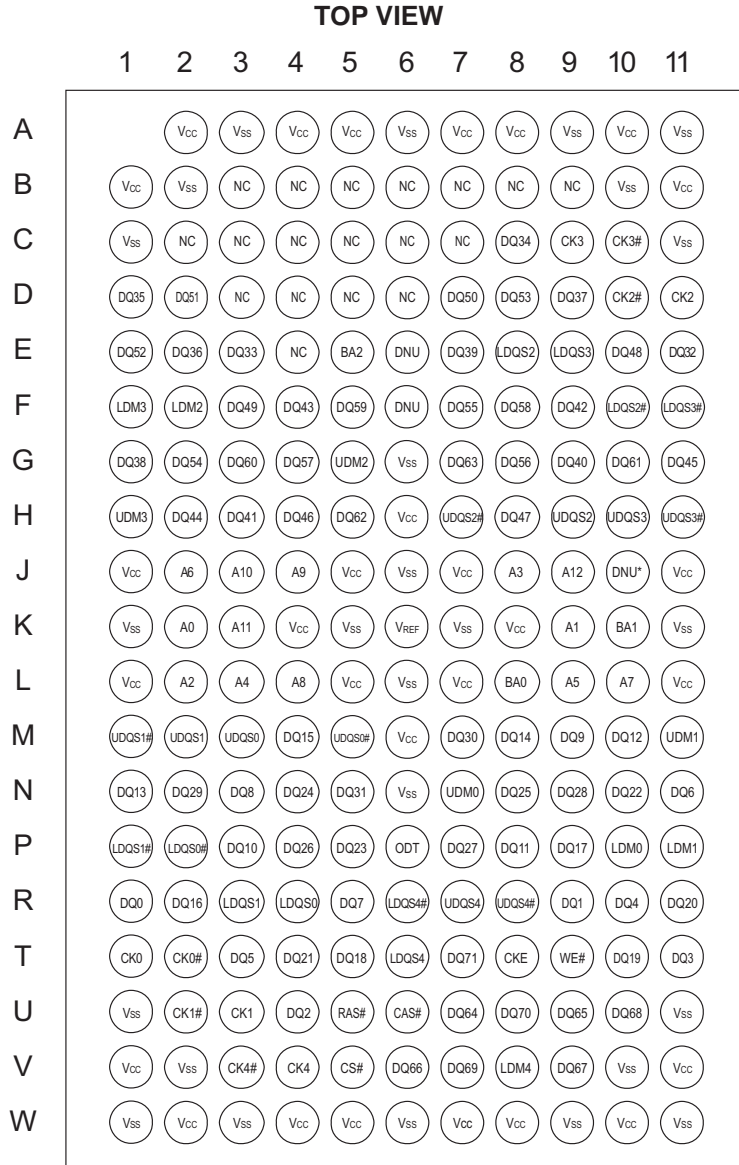 TOP VIEW
1 2 3 4 5 6 7 8 9 10 11
A VCC VSS VCC VCC VSS VCC VCC VSS VCC VSS
B VCC VSS NC NC NC NC NC NC NC VSS VCC
C VSS NC NC NC NC NC NC DQ34 CK3 CK3# VSS
D DQ35 DQ51 NC NC NC NC DQ50 DQ53 DQ37 CK2# CK2
E DQ52 DQ36 DQ33 NC BA2 DNU DQ39 LDQS2 LDQS3 DQ48 DQ32
F LDM3 LDM2 DQ49 DQ43 DQ59 DNU DQ55 DQ58 DQ42 LDQS2# LDQS3#
G DQ38 DQ54 DQ60 DQ57 UDM2 VSS DQ63 DQ56 DQ40 DQ61 DQ45
H UDM3 DQ44 DQ41 DQ46 DQ62 VCC UDQS2# DQ47 UDQS2 UDQS3 UDQS3#
J VCC A6 A10 A9 VCC VSS VCC A3 A12 DNU* VCC
K VSS A0 A11 VCC VSS VREF VSS VCC A1 BA1 VSS
L VCC A2 A4 A8 VCC VSS VCC BA0 A5 A7 VCC
M UDQS1# UDQS1 UDQS0 DQ15 UDQS0# VCC DQ30 DQ14 DQ9 DQ12 UDM1
N DQ13 DQ29 DQ8 DQ24 DQ31 VSS UDM0 DQ25 DQ28 DQ22 DQ6
P LDQS1# LDQS0# DQ10 DQ26 DQ23 ODT DQ27 DQ11 DQ17 LDM0 LDM1
R DQ0 DQ16 LDQS1 LDQS0 DQ7 LDQS4# UDQS4 UDQS4# DQ1 DQ4 DQ20
T CK0 CK0# DQ5 DQ21 DQ18 LDQS4 DQ71 CKE WE# DQ19 DQ3
U VSS CK1# CK1 DQ2 RAS# CAS# DQ64 DQ70 DQ65 DQ68 VSS
V VCC VSS CK4# CK4 CS# DQ66 DQ69 LDM4 DQ67 VSS VCC
W VSS VCC VSS VCC VCC VSS Vcc VCC VSS VCC VSS